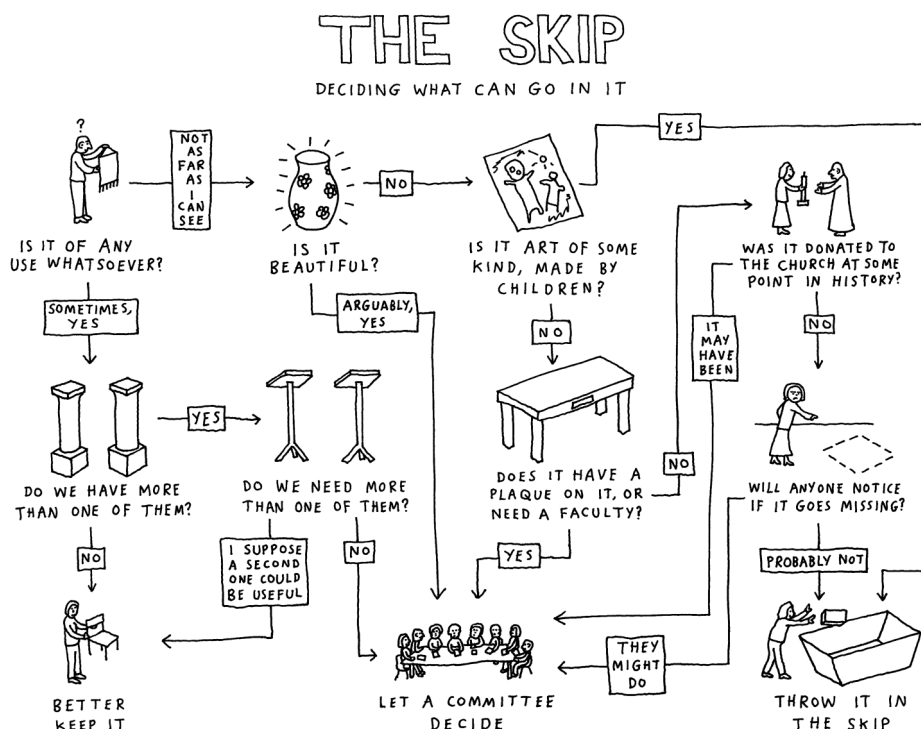 THE SKIP
DECIDING WHAT CAN GO IN IT
?
NOT
AS
FAR
AS
I
CAN
SEE
NO
YES
IS IT OF ANY
USE WHATSOEVER?
IS IT
BEAUTIFUL?
IS IT ART OF SOME
KIND, MADE BY
CHILDREN?
WAS IT DONATED TO
THE CHURCH AT SOME
POINT IN HISTORY?
SOMETIMES,
YES
ARGUABLY,
YES
NO
IT
MAY
HAVE
BEEN
NO
YES
DO WE HAVE MORE
THAN ONE OF THEM?
DO WE NEED MORE
THAN ONE OF THEM?
DOES IT HAVE A
PLAQUE ON IT, OR
NEED A FACULTY?
NO
WILL ANYONE NOTICE
IF IT GOES MISSING?
NO
I SUPPOSE
A SECOND
ONE COULD
BE USEFUL
NO
YES
PROBABLY NOT
THEY
MIGHT
DO
BETTER
KEEP IT
LET A COMMITTEE
DECIDE
THROW IT IN
THE SKIP